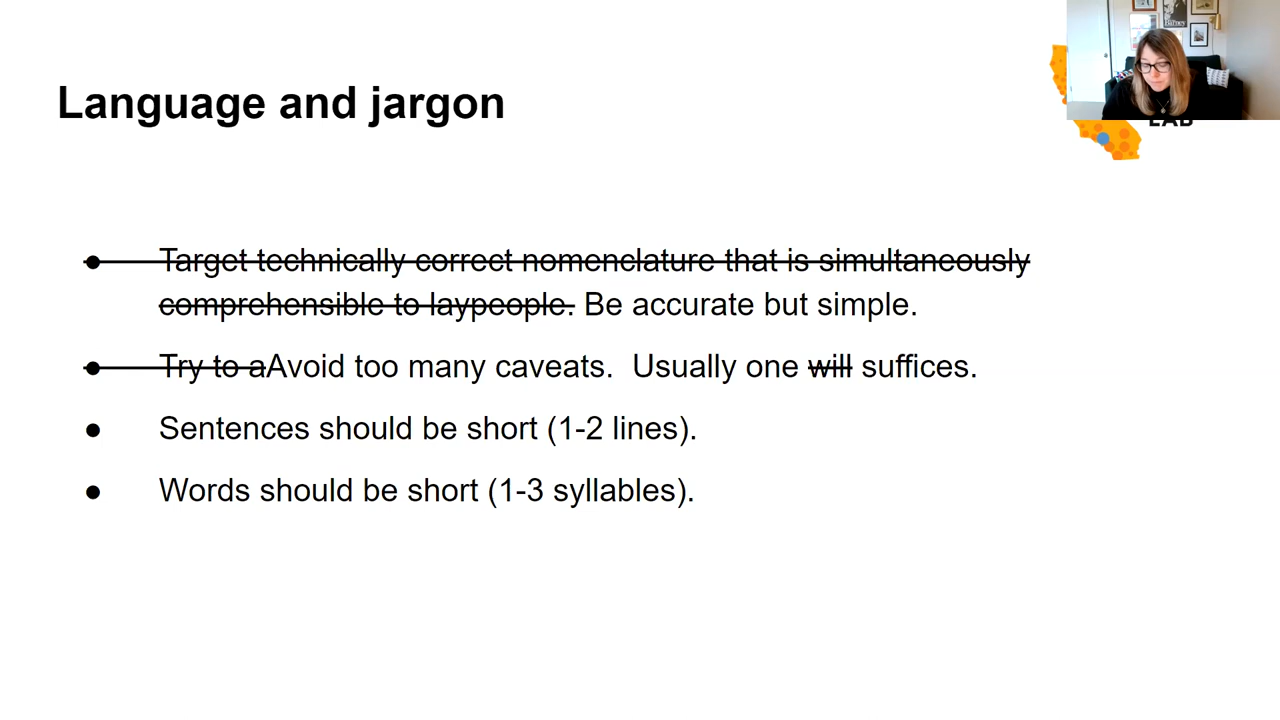 Language and jargon
LAB
Barney
● Target technically correct nomenclature that is simultaneously
comprehensible to laypeople. Be accurate but simple.
● Try to aAvoid too many caveats.  Usually one will suffices.
● Sentences should be short (1-2 lines).
● Words should be short (1-3 syllables).